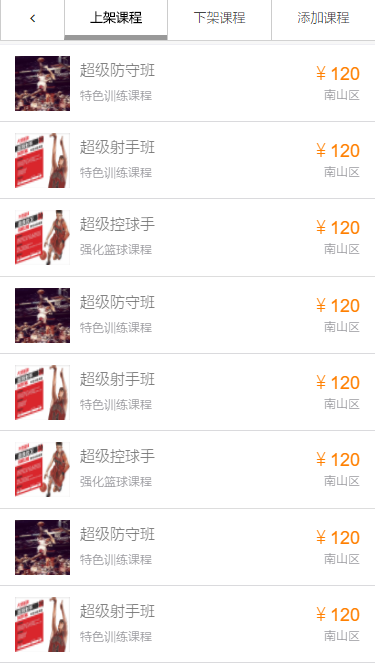 上架课程 下架课程 添加课程
超级防守班 ￥120
特色训练课程 南山区
超级射手班 ￥120
特色训练课程 南山区
超级控球手 ￥120
强化篮球课程 南山区
超级防守班 ￥120
特色训练课程 南山区
超级射手班 ￥120
特色训练课程 南山区
超级控球手 ￥120
强化篮球课程 南山区
超级防守班 ￥120
特色训练课程 南山区
超级射手班 ￥120
特色训练课程 南山区